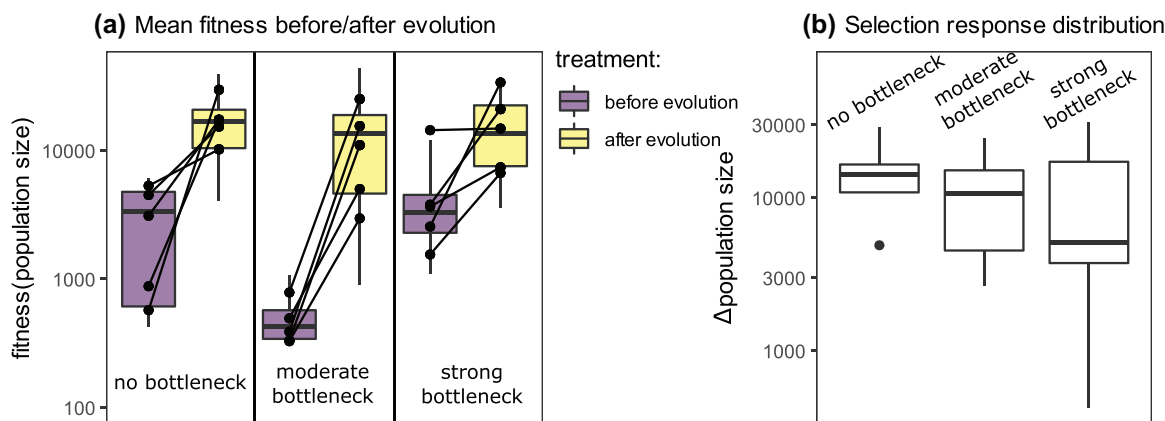 (a) Mean fitness before/after evolution
fitness(population size)
10000
1000
100
no bottleneck
moderate
bottleneck
strong
bottleneck
treatment:
before evolution
after evolution
(b) Selection response distribution
Δpopulation size
30000
10000
3000
1000
no bottleneck
moderate
bottleneck
strong
bottleneck